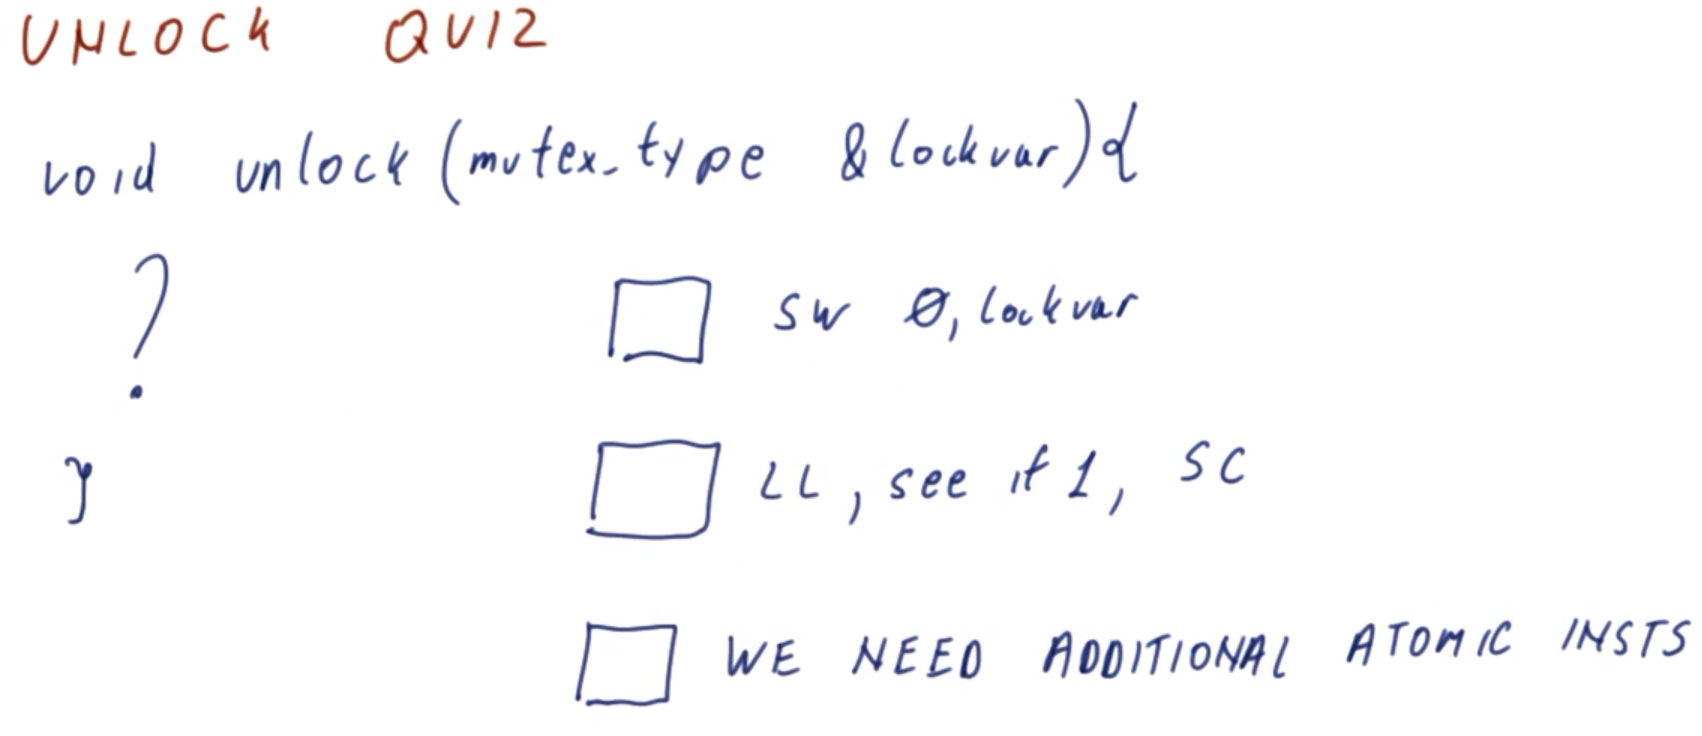 UNLOCK QUIZ
void unlock (mutex_type &lockvar) {
?
SW 0, lockvar
LL, see if 1, SC
}
WE NEED ADDITIONAL ATOMIC INSTS